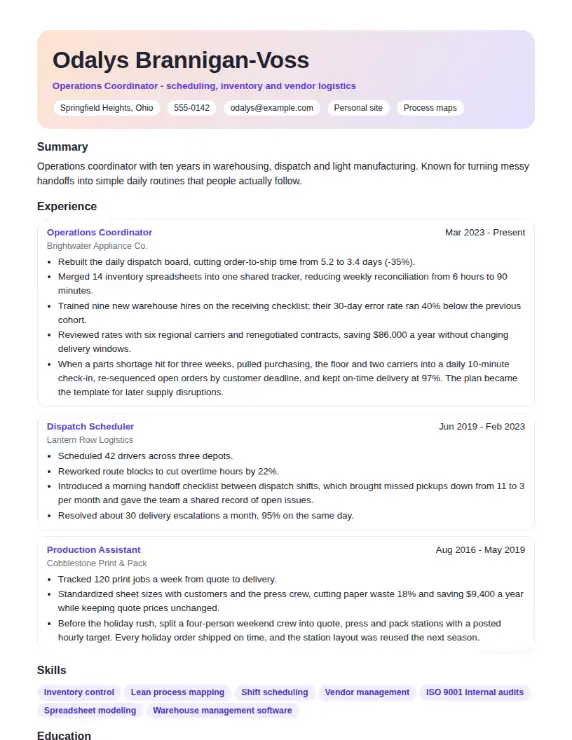 Odalys Brannigan-Voss
Operations Coordinator - scheduling, inventory and vendor logistics
Springfield Heights, Ohio 555-0142 odalys@example.com Personal site Process maps
Summary
Operations coordinator with ten years in warehousing, dispatch and light manufacturing. Known for turning messy
handoffs into simple daily routines that people actually follow.
Experience
Operations Coordinator Mar 2023 - Present
Brightwater Appliance Co.
• Rebuilt the daily dispatch board, cutting order-to-ship time from 5.2 to 3.4 days (-35%).
• Merged 14 inventory spreadsheets into one shared tracker, reducing weekly reconciliation from 6 hours to 90
minutes.
• Trained nine new warehouse hires on the receiving checklist; their 30-day error rate ran 40% below the previous
cohort.
• Reviewed rates with six regional carriers and renegotiated contracts, saving $86,000 a year without changing
delivery windows.
• When a parts shortage hit for three weeks, pulled purchasing, the floor and two carriers into a daily 10-minute
check-in, re-sequenced open orders by customer deadline, and kept on-time delivery at 97%. The plan became
the template for later supply disruptions.
Dispatch Scheduler Jun 2019 - Feb 2023
Lantern Row Logistics
• Scheduled 42 drivers across three depots.
• Reworked route blocks to cut overtime hours by 22%.
• Introduced a morning handoff checklist between dispatch shifts, which brought missed pickups down from 11 to 3
per month and gave the team a shared record of open issues.
• Resolved about 30 delivery escalations a month, 95% on the same day.
Production Assistant Aug 2016 - May 2019
Cobblestone Print & Pack
• Tracked 120 print jobs a week from quote to delivery.
• Standardized sheet sizes with customers and the press crew, cutting paper waste 18% and saving $9,400 a year
while keeping quote prices unchanged.
• Before the holiday rush, split a four-person weekend crew into quote, press and pack stations with a posted
hourly target. Every holiday order shipped on time, and the station layout was reused the next season.
Skills
Inventory control Lean process mapping Shift scheduling Vendor management ISO 9001 internal audits
Spreadsheet modeling Warehouse management software
Education